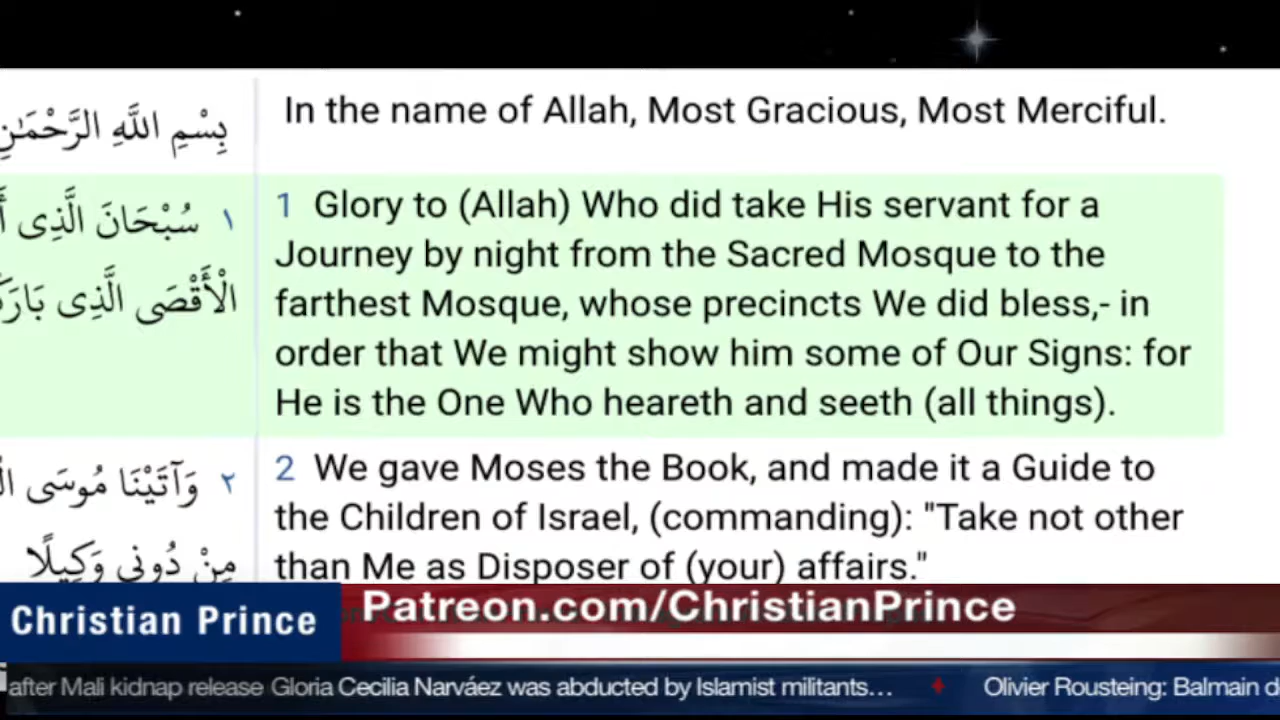 In the name of Allah, Most Gracious, Most Merciful.
بِسْمِ اللَّهِ الرَّحْمَٰنِ
1 Glory to (Allah) Who did take His servant for a
Journey by night from the Sacred Mosque to the
farthest Mosque, whose precincts We did bless,- in
order that We might show him some of Our Signs: for
He is the One Who heareth and seeth (all things).
١ سُبْحَانَ الَّذِى
الْأَقْصَى الَّذِى
2 We gave Moses the Book, and made it a Guide to
the Children of Israel, (commanding): "Take not other
than Me as Disposer of (your) affairs."
٢ وَآتَيْنَا مُوسَى
مِنْ دُونِى وَكِيلًا
Christian Prince
Patreon.com/ChristianPrince
after Mali kidnap release Gloria Cecilia Narváez was abducted by Islamist militants... ♦ Olivier Rousteing: Balmain